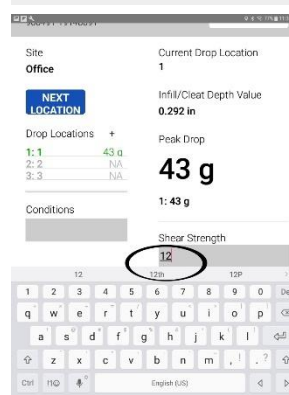 Site
Office
Current Drop Location
1
NEXT
LOCATION
Infill/Cleat Depth Value
0.292 in
Drop Locations +
1: 1 43 g
2: 2 NA
3: 3 NA
Peak Drop
43 g
1: 43 g
Conditions
Shear Strength
12
12 12th 12P
1 2 3 4 5 6 7 8 9 0
q w e r t y u i o p
a s d f g h j k l
z x c v b n m , ! . ?
Ctrl English (US)